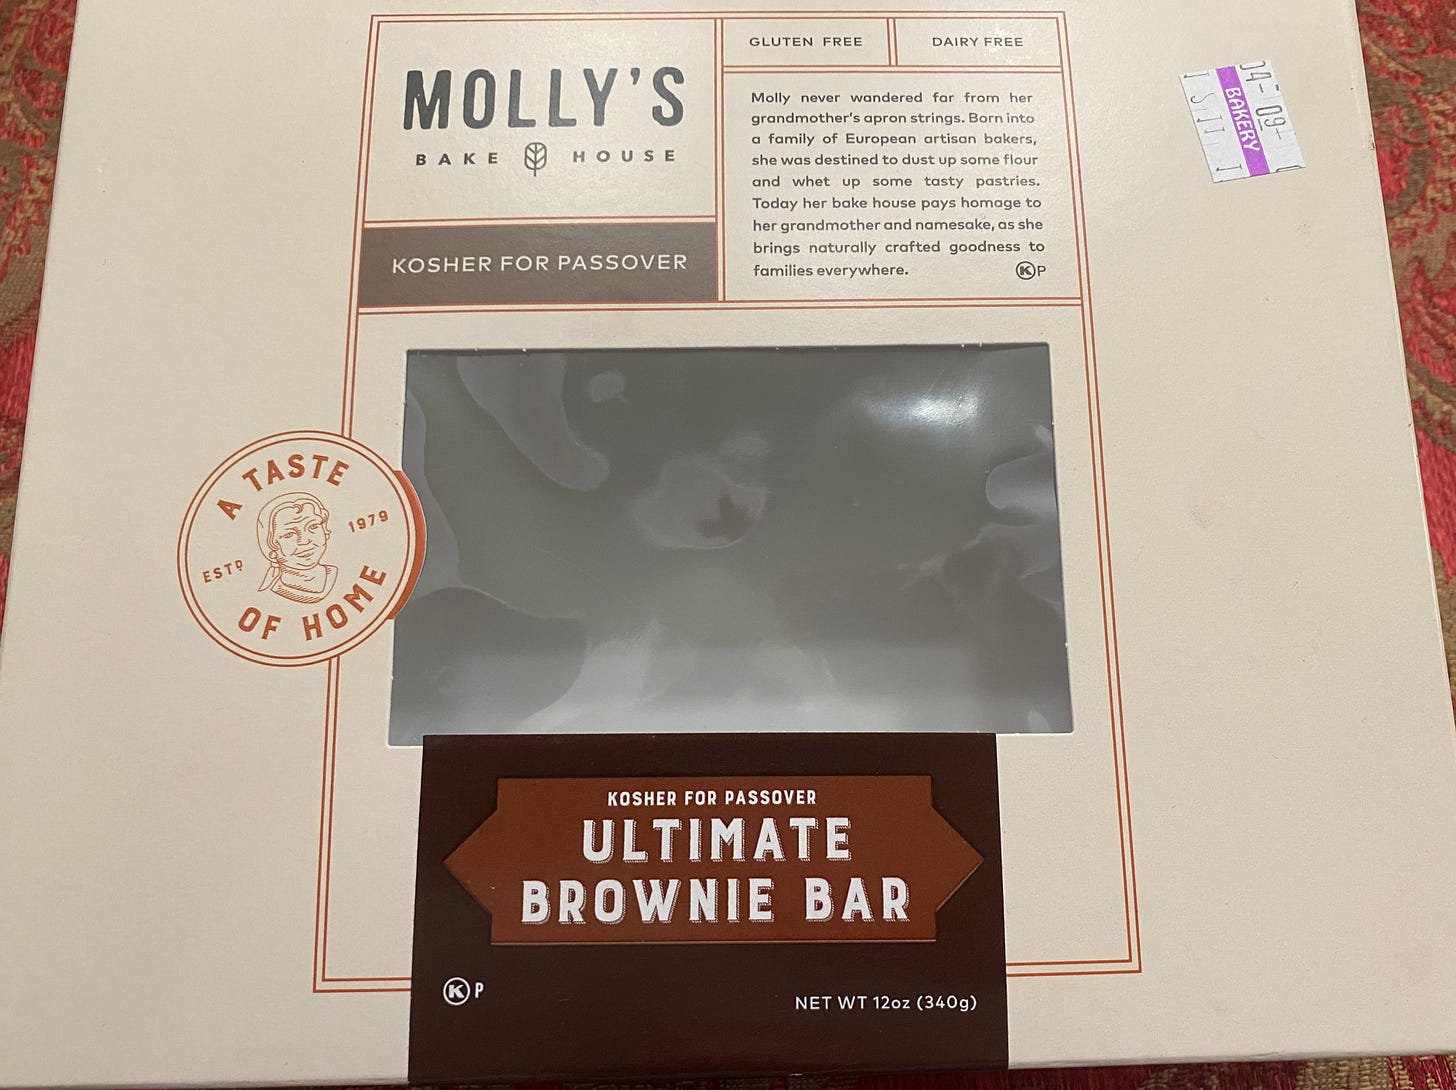 MOLLY'S
BAKE HOUSE
KOSHER FOR PASSOVER
GLUTEN FREE
DAIRY FREE
Molly never wandered far from her
grandmother's apron strings. Born into
a family of European artisan bakers,
she was destined to dust up some flour
and whet up some tasty pastries.
Today her bake house pays homage to
her grandmother and namesake, as she
brings naturally crafted goodness to
families everywhere.
K P
04-09-
BAKERY
A TASTE
ESTD 1979
OF HOME
KOSHER FOR PASSOVER
ULTIMATE
BROWNIE BAR
K P
NET WT 12oz (340g)